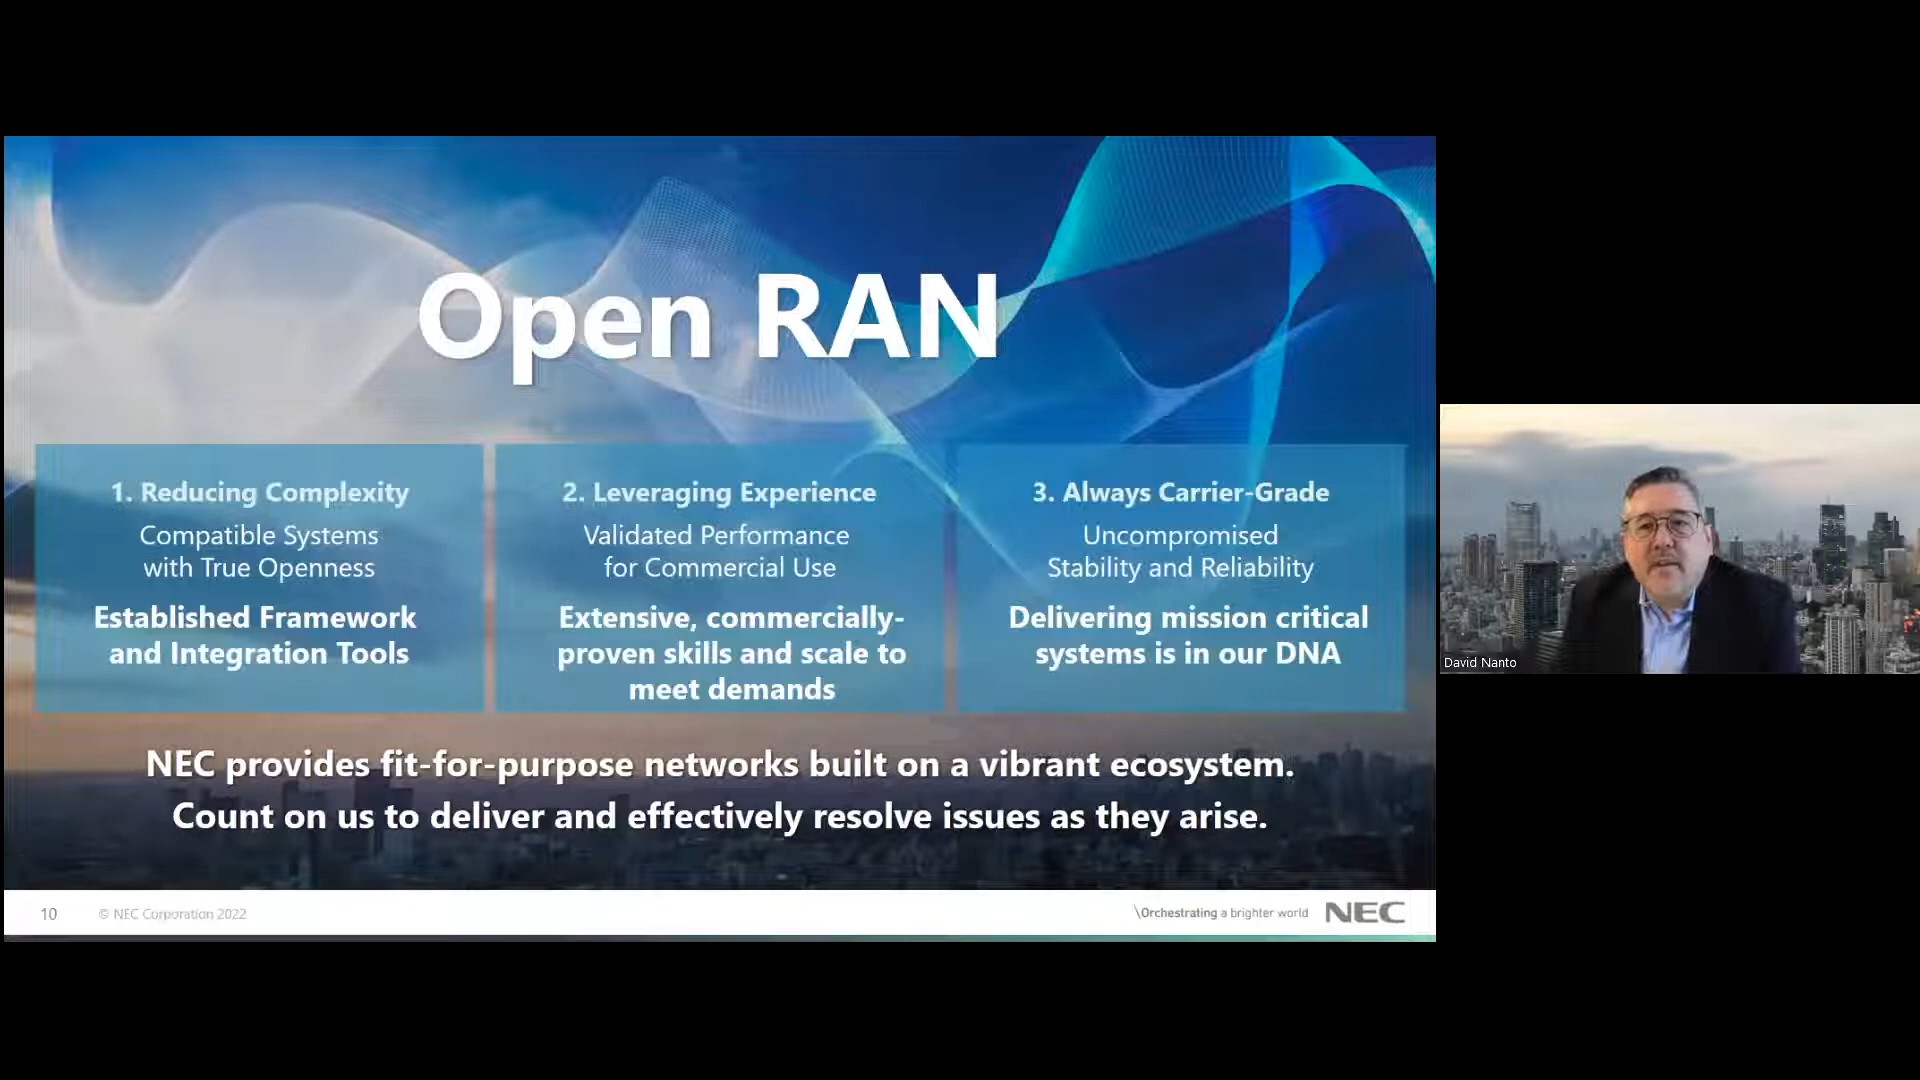 Open RAN
1. Reducing Complexity
Compatible Systems
with True Openness
Established Framework
and Integration Tools
2. Leveraging Experience
Validated Performance
for Commercial Use
Extensive, commercially-
proven skills and scale to
meet demands
3. Always Carrier-Grade
Uncompromised
Stability and Reliability
Delivering mission critical
systems is in our DNA
NEC provides fit-for-purpose networks built on a vibrant ecosystem.
Count on us to deliver and effectively resolve issues as they arise.
10 © NEC Corporation 2022
\Orchestrating a brighter world NEC
David Nanto